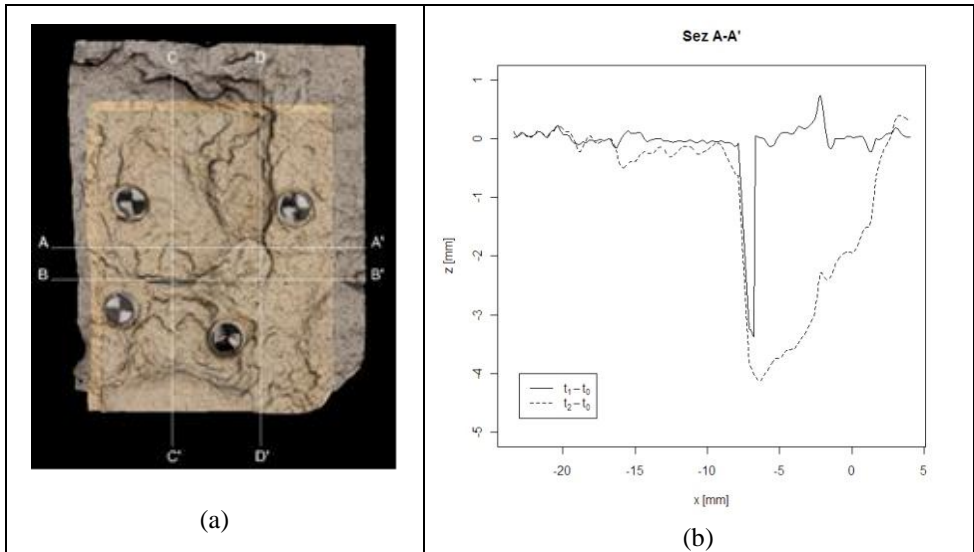 C D
A A'
B B'
C' D'
(a)
Sez A-A'
1
0
-1
-2
-3
-4
-5
z [mm]
t₁ – t₀
t₂ – t₀
-20 -15 -10 -5 0 5
x [mm]
(b)